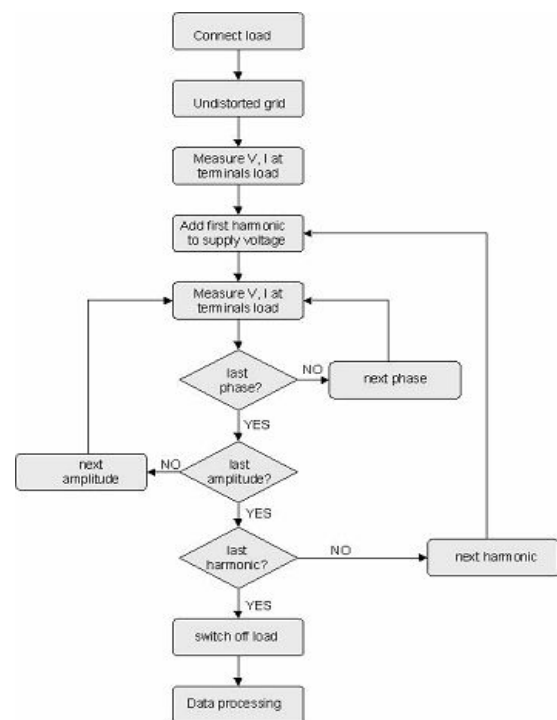 Connect load
Undistorted grid
Measure V, I at
terminals load
Add first harmonic
to supply voltage
Measure V, I at
terminals load
last
phase?
NO
next phase
YES
next
amplitude
NO
last
amplitude?
YES
last
harmonic?
NO
next harmonic
YES
switch off load
Data processing